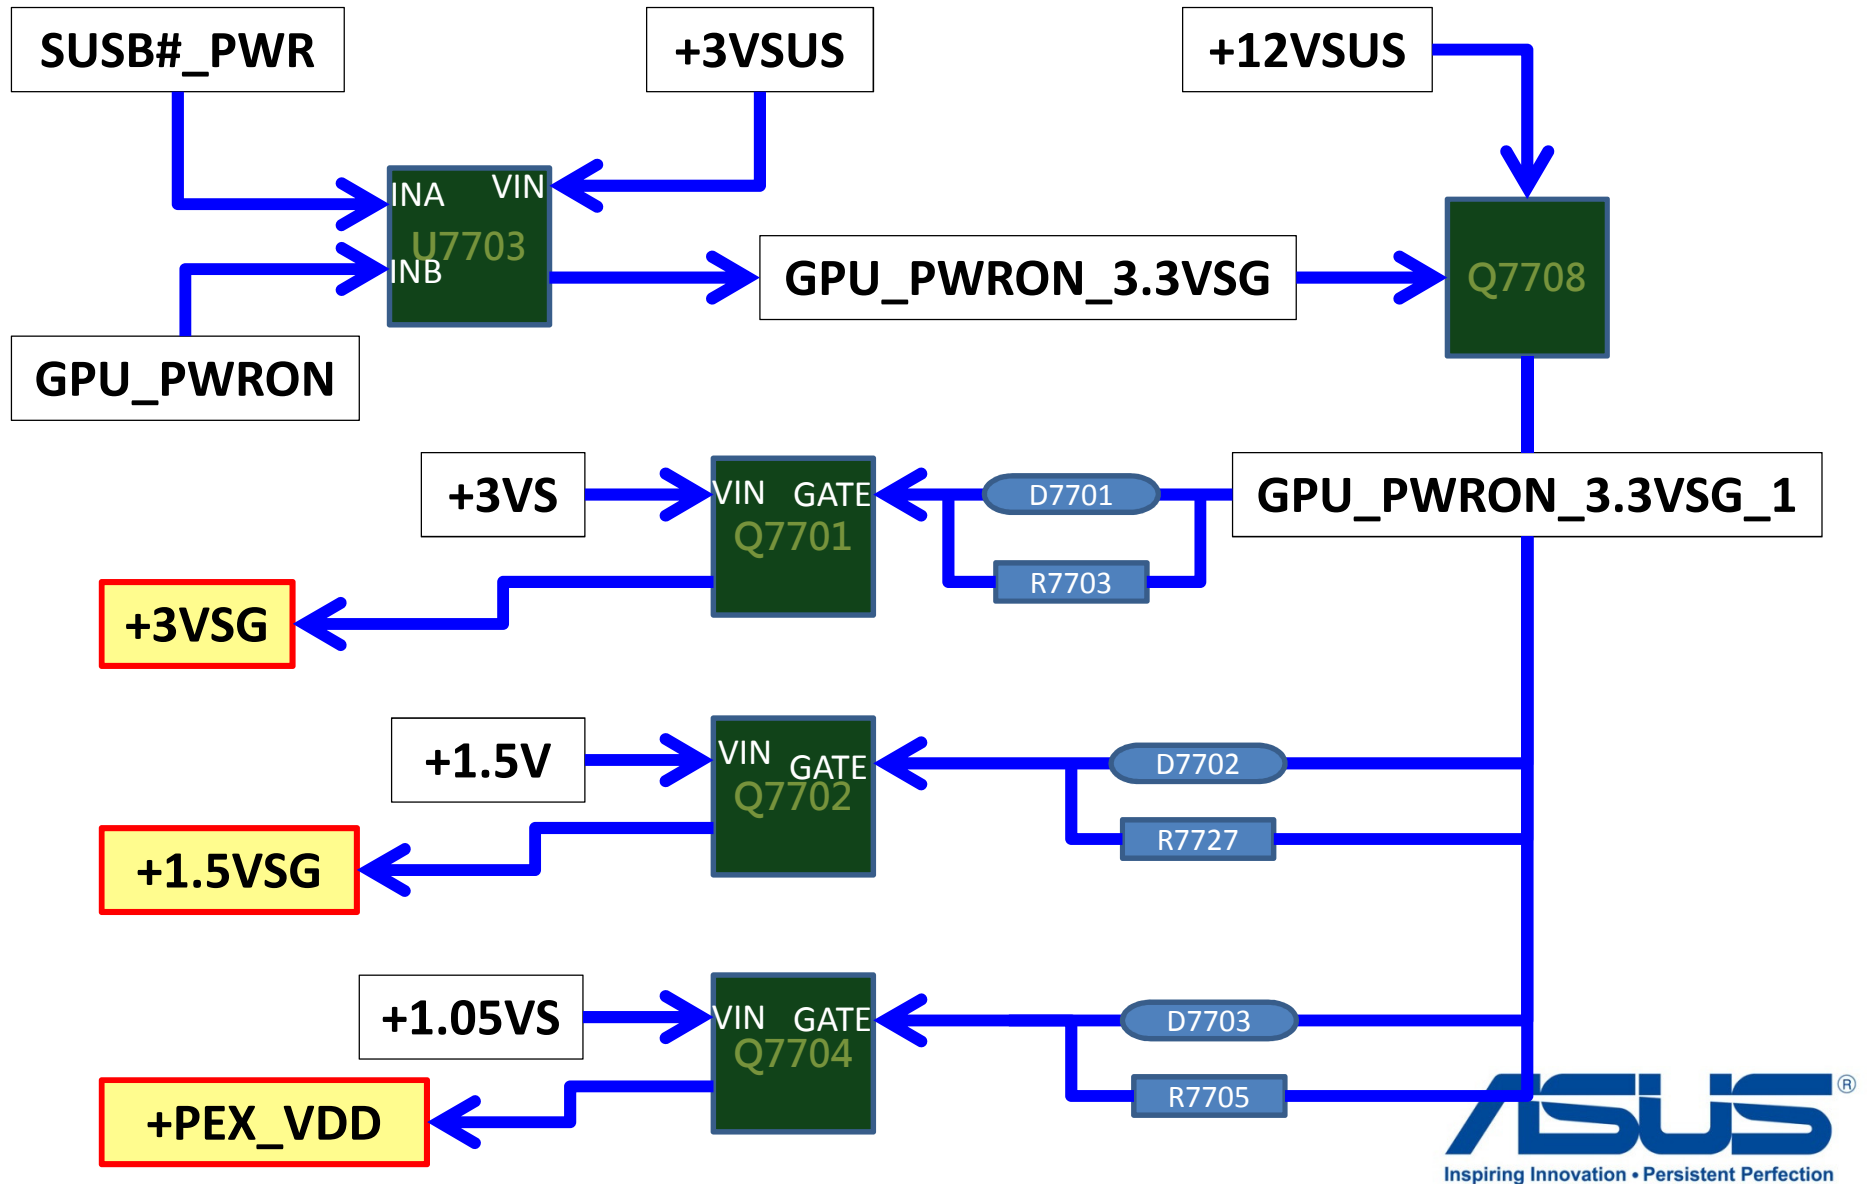 SUSB#_PWR
+3VSUS
+12VSUS
INA
VIN
U7703
INB
GPU_PWRON_3.3VSG
Q7708
GPU_PWRON
+3VS
VIN
GATE
Q7701
D7701
GPU_PWRON_3.3VSG_1
R7703
+3VSG
+1.5V
VIN
GATE
Q7702
D7702
R7727
+1.5VSG
+1.05VS
VIN
GATE
Q7704
D7703
R7705
+PEX_VDD
ASUS®
Inspiring Innovation • Persistent Perfection